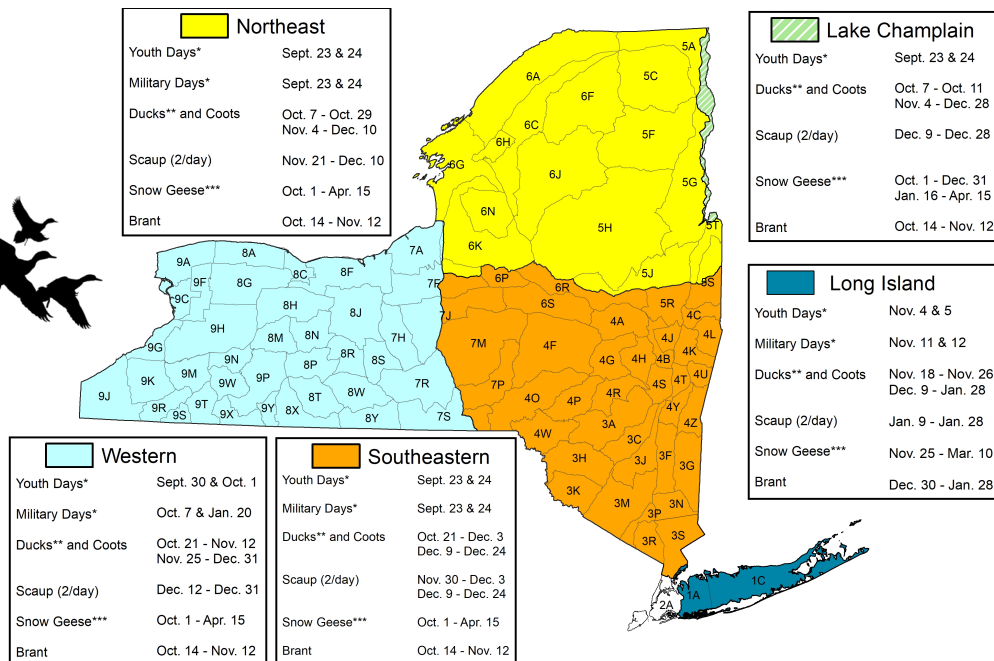 Northeast
Youth Days* Sept. 23 & 24
Military Days* Sept. 23 & 24
Ducks** and Coots Oct. 7 - Oct. 29
Nov. 4 - Dec. 10
Scaup (2/day) Nov. 21 - Dec. 10
Snow Geese*** Oct. 1 - Apr. 15
Brant Oct. 14 - Nov. 12
Lake Champlain
Youth Days* Sept. 23 & 24
Ducks** and Coots Oct. 7 - Oct. 11
Nov. 4 - Dec. 28
Scaup (2/day) Dec. 9 - Dec. 28
Snow Geese*** Oct. 1 - Dec. 31
Jan. 16 - Apr. 15
Brant Oct. 14 - Nov. 12
Long Island
Youth Days* Nov. 4 & 5
Military Days* Nov. 11 & 12
Ducks** and Coots Nov. 18 - Nov. 26
Dec. 9 - Jan. 28
Scaup (2/day) Jan. 9 - Jan. 28
Snow Geese*** Nov. 25 - Mar. 10
Brant Dec. 30 - Jan. 28
Western
Youth Days* Sept. 30 & Oct. 1
Military Days* Oct. 7 & Jan. 20
Ducks** and Coots Oct. 21 - Nov. 12
Nov. 25 - Dec. 31
Scaup (2/day) Dec. 12 - Dec. 31
Snow Geese*** Oct. 1 - Apr. 15
Brant Oct. 14 - Nov. 12
Southeastern
Youth Days* Sept. 23 & 24
Military Days* Sept. 23 & 24
Ducks** and Coots Oct. 21 - Dec. 3
Dec. 9 - Dec. 24
Scaup (2/day) Nov. 30 - Dec. 3
Dec. 9 - Dec. 24
Snow Geese*** Oct. 1 - Apr. 15
Brant Oct. 14 - Nov. 12
5A
6A 5C
6F
6C
6H 5F
6G 6J
5G
6N
5H 5T
6K
5J
7A
9A 8A
9F 8G 8C 8F
9C
8H 8J
9H 8M 8N 7H
9G 8R
9N 8P 8S
9K 9M 9W 9P 7R
9J 8T 8W
9R 9S 9T 9X 9Y 8X 8Y 7S
6P 6R 5S
6S 5R
7J 4A 4C
7M 4F 4J 4L
4G 4H 4B 4K
7P 4R 4S 4T 4U
4O 4P 4Y
4W 3A 4Z
3C
3H 3J 3F 3G
3K
3M 3P 3N
3R 3S
2A 1A 1C